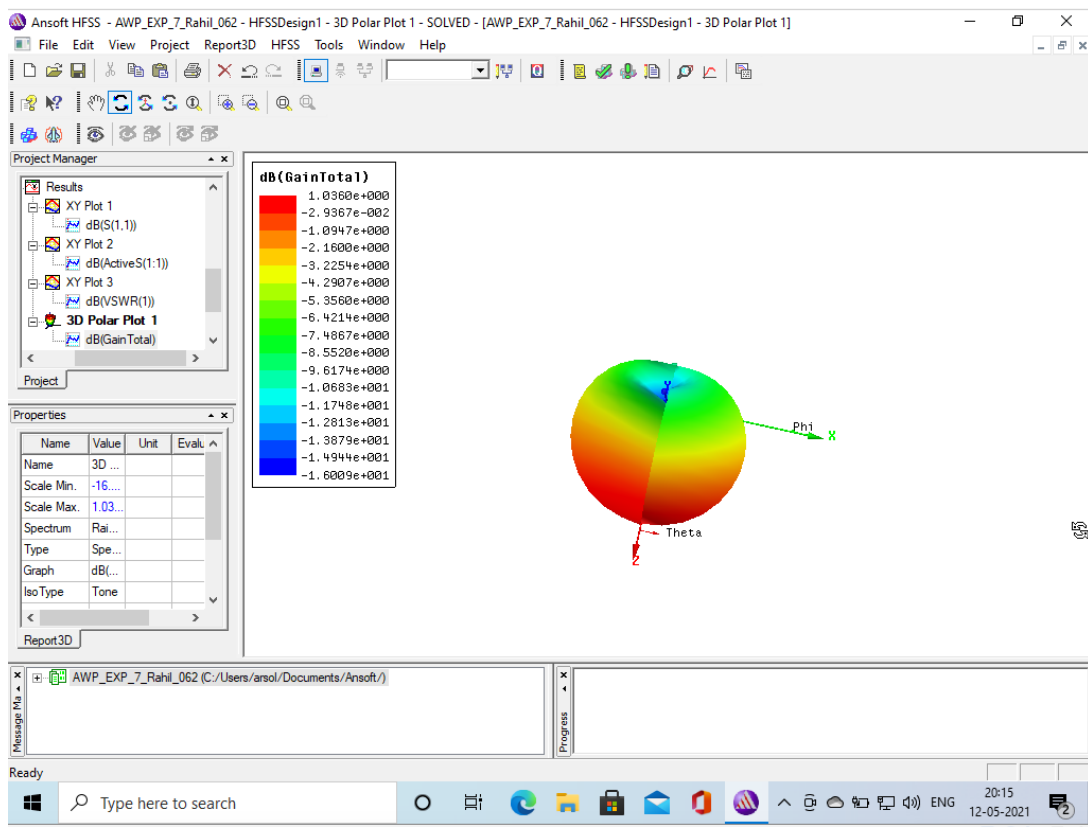 Ansoft HFSS - AWP_EXP_7_Rahil_062 - HFSSDesign1 - 3D Polar Plot 1 - SOLVED - [AWP_EXP_7_Rahil_062 - HFSSDesign1 - 3D Polar Plot 1]
File Edit View Project Report3D HFSS Tools Window Help
Project Manager
Results
XY Plot 1
dB(S(1,1))
XY Plot 2
dB(ActiveS(1:1))
XY Plot 3
dB(VSWR(1))
3D Polar Plot 1
dB(GainTotal)
Project
Properties
Name Value Unit Evalu
Name 3D ...
Scale Min. -16....
Scale Max. 1.03...
Spectrum Rai...
Type Spe...
Graph dB(...
IsoType Tone
Report3D
dB(GainTotal)
1.0360e+000
-2.9367e-002
-1.0947e+000
-2.1600e+000
-3.2254e+000
-4.2907e+000
-5.3560e+000
-6.4214e+000
-7.4867e+000
-8.5520e+000
-9.6174e+000
-1.0683e+001
-1.1748e+001
-1.2813e+001
-1.3879e+001
-1.4944e+001
-1.6009e+001
Y
Phi X
Theta
Z
Message Ma
AWP_EXP_7_Rahil_062 (C:/Users/arsol/Documents/Ansoft/)
Progress
Ready
Type here to search
ENG
20:15
12-05-2021
2